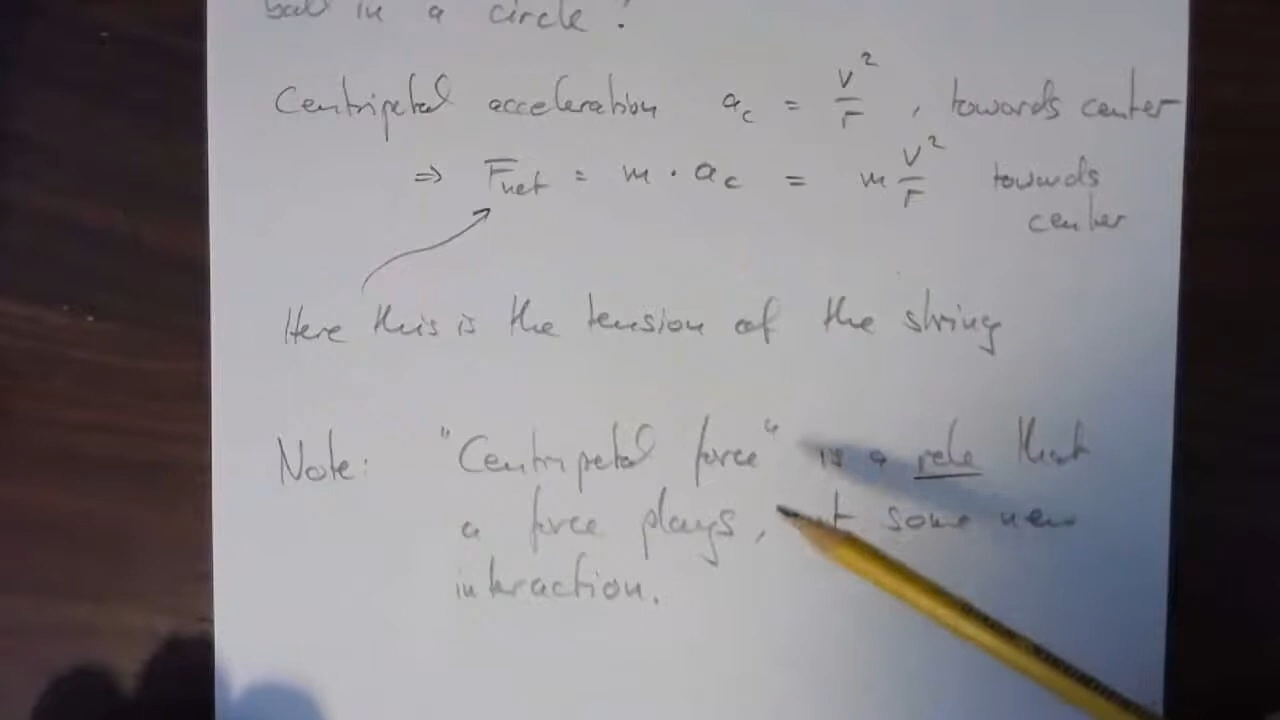 ball in a circle!
Centripetal acceleration a_c = v²/r , towards center
⇒ F_net = m · a_c = m v²/r towards center
Here this is the tension of the string
Note: "Centripetal force" is a role that
a force plays, some new
interaction.